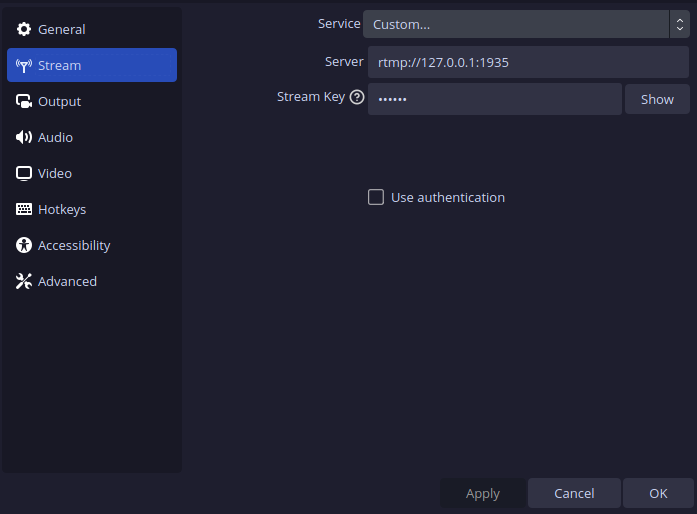 General
Stream
Output
Audio
Video
Hotkeys
Accessibility
Advanced
Service Custom...
Server rtmp://127.0.0.1:1935
Stream Key ? •••••• Show
Use authentication
Apply Cancel OK